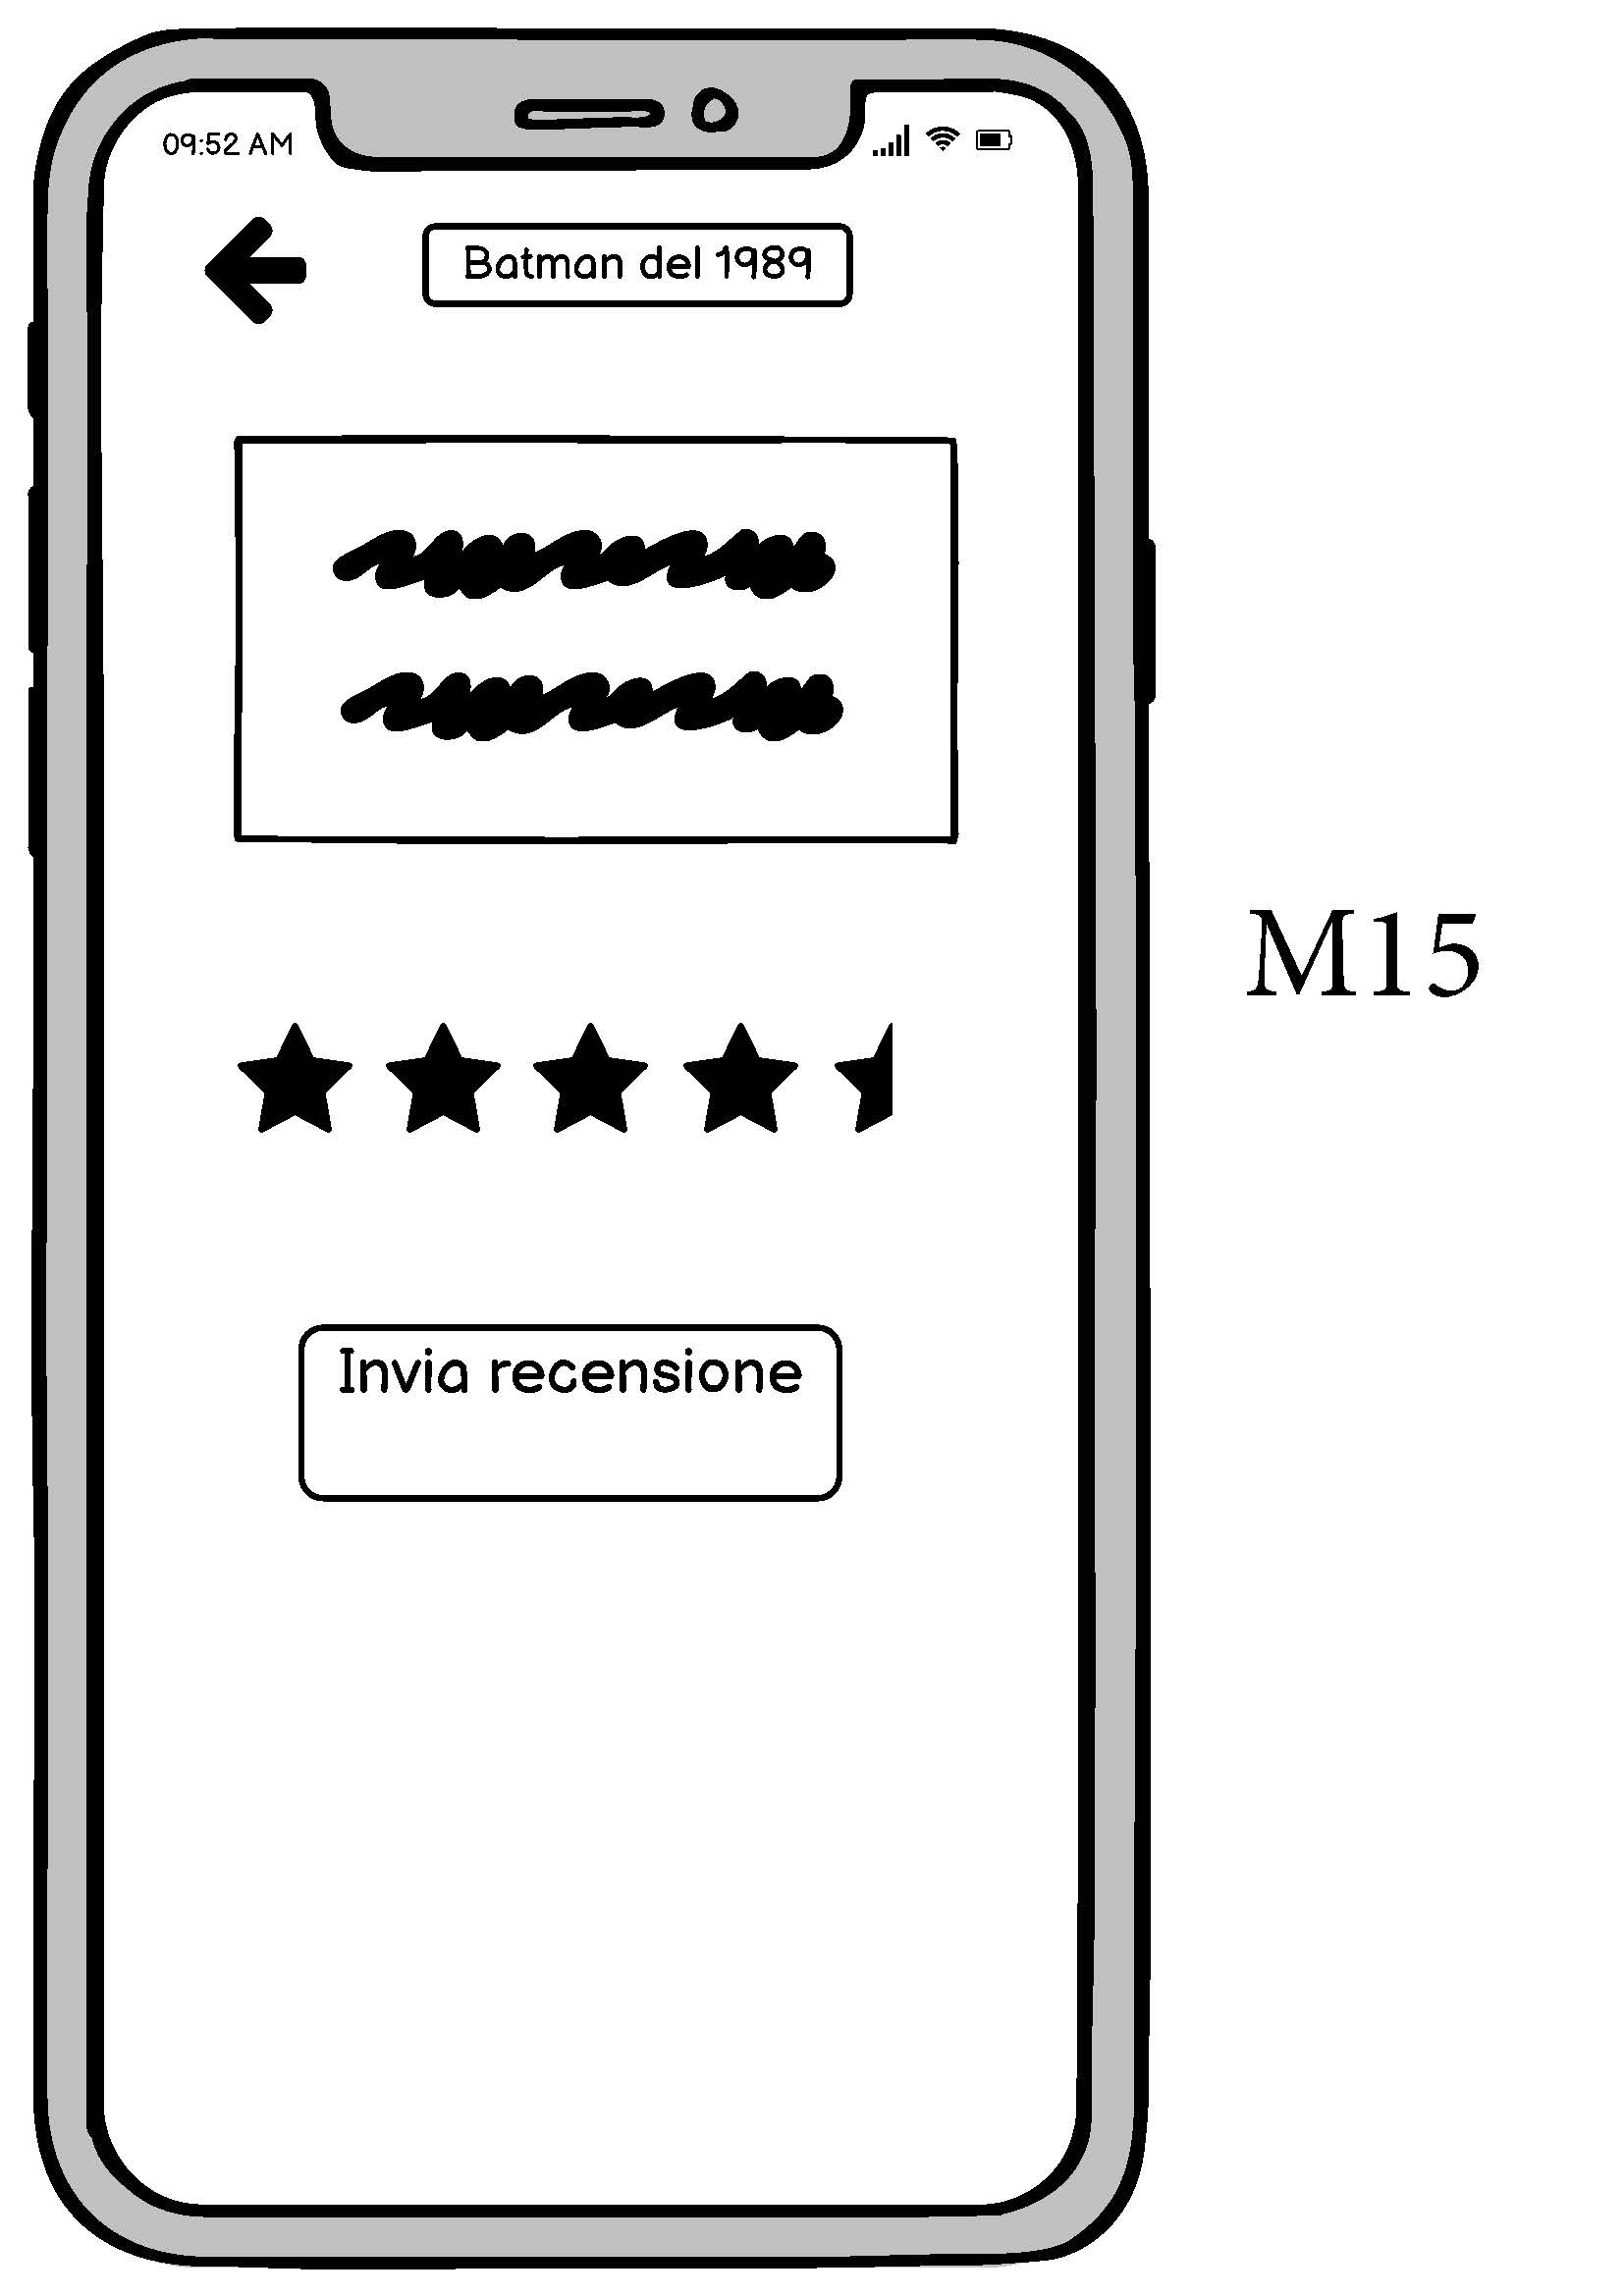 09:52 AM
Batman del 1989
M15
Invia recensione